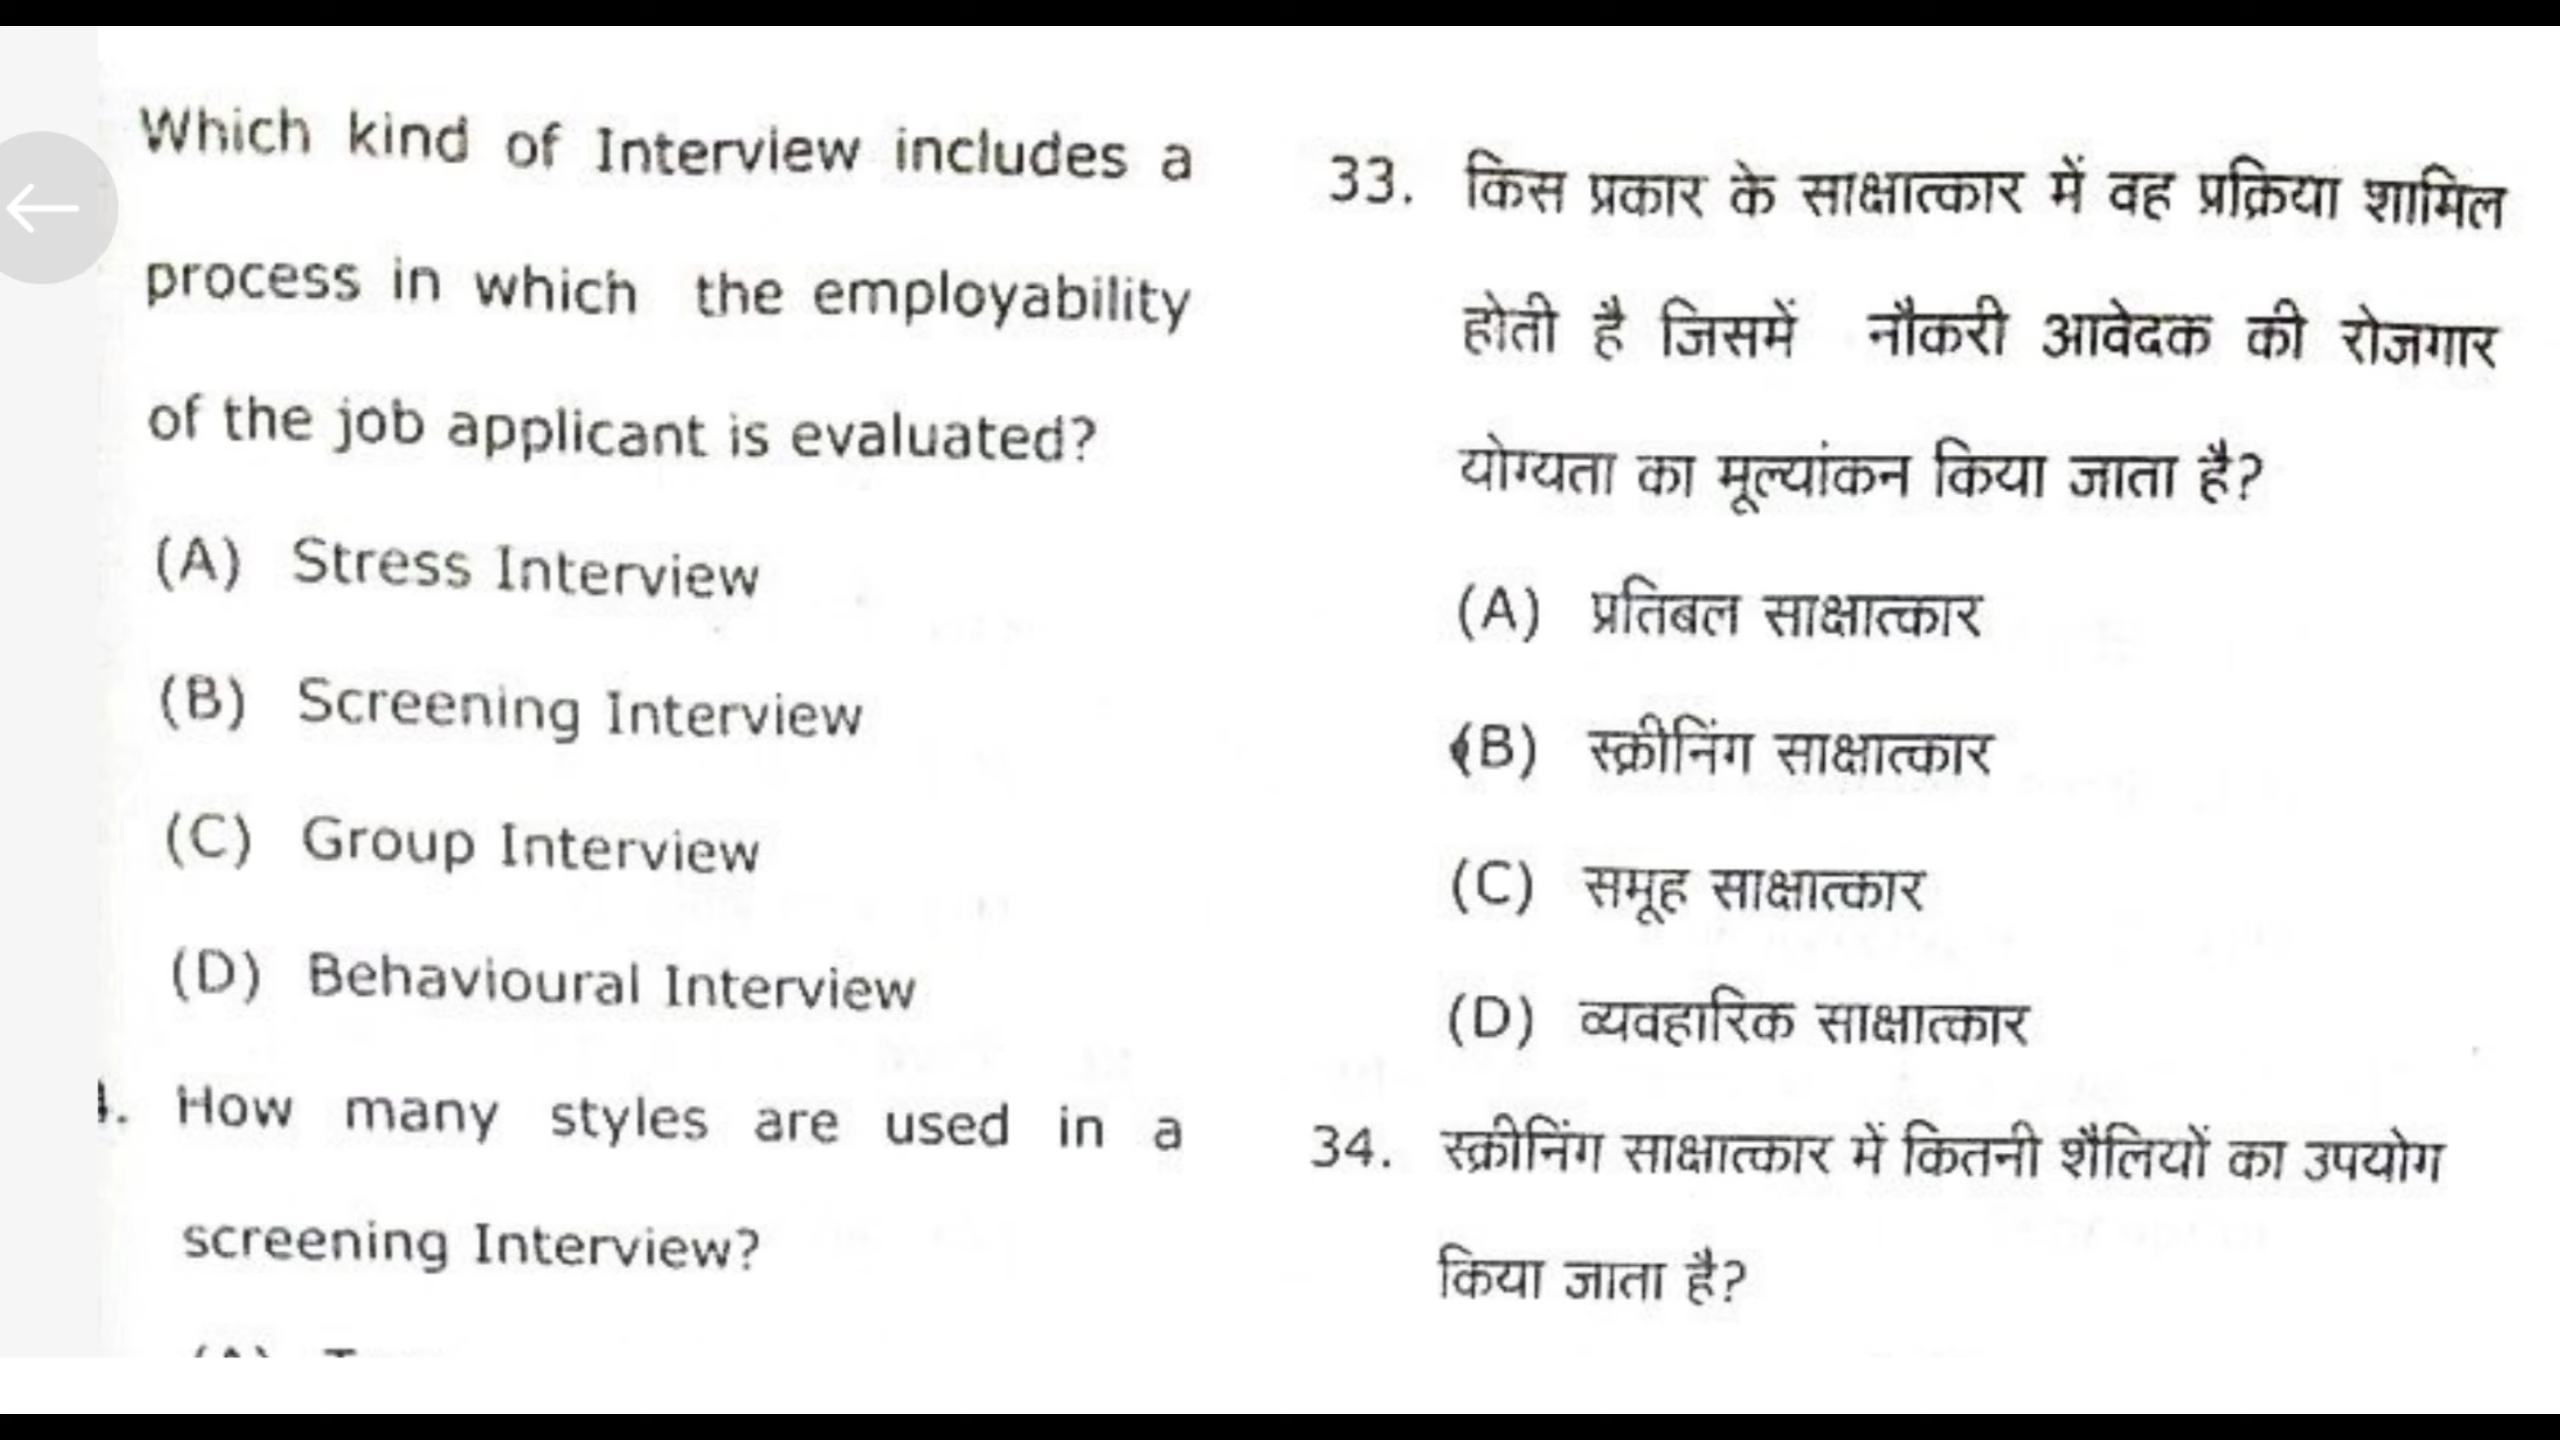 Which kind of Interview includes a
process in which the employability
of the job applicant is evaluated?
(A) Stress Interview
(B) Screening Interview
(C) Group Interview
(D) Behavioural Interview
How many styles are used in a
screening Interview?
33. किस प्रकार के साक्षात्कार में वह प्रक्रिया शामिल
होती है जिसमें नौकरी आवेदक की रोजगार
योग्यता का मूल्यांकन किया जाता है?
(A) प्रतिबल साक्षात्कार
(B) स्क्रीनिंग साक्षात्कार
(C) समूह साक्षात्कार
(D) व्यवहारिक साक्षात्कार
34. स्क्रीनिंग साक्षात्कार में कितनी शैलियों का उपयोग
किया जाता है?